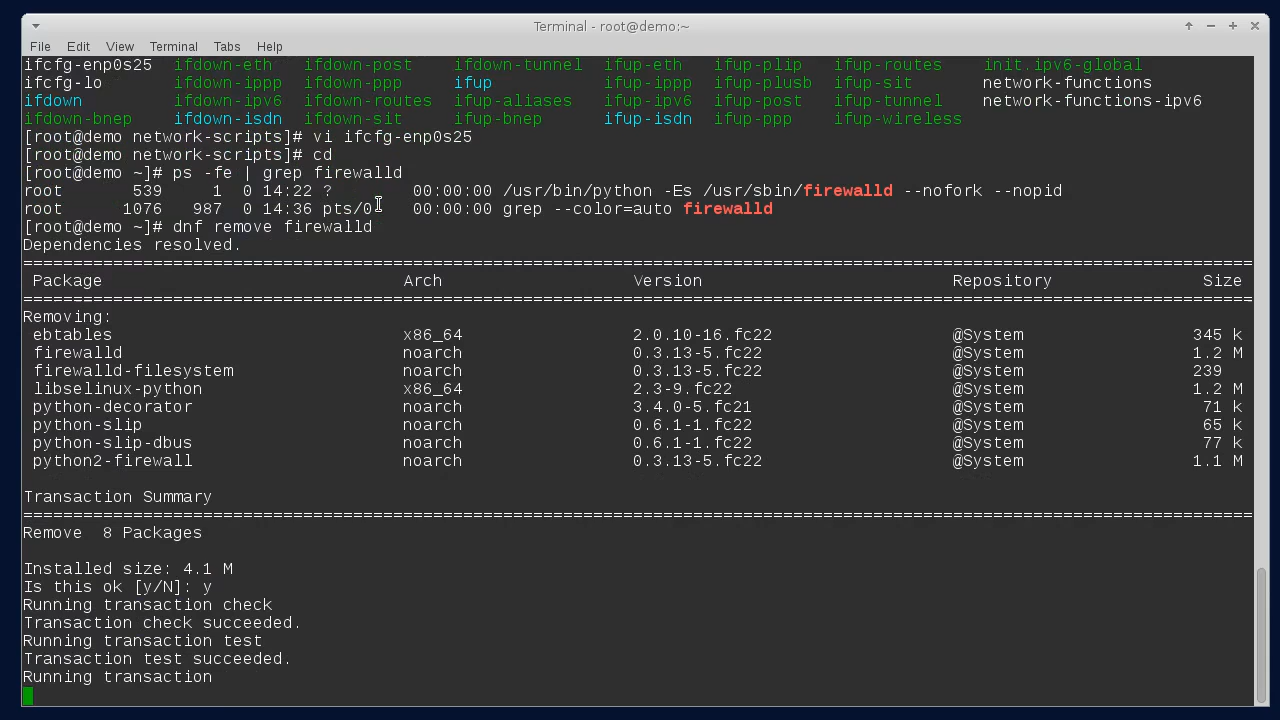 Terminal - root@demo:~
File Edit View Terminal Tabs Help
ifcfg-enp0s25 ifdown-eth ifdown-post ifdown-tunnel ifup-eth ifup-plip ifup-routes init.ipv6-global
ifcfg-lo ifdown-ippp ifdown-ppp ifup ifup-ippp ifup-plusb ifup-sit network-functions
ifdown ifdown-ipv6 ifdown-routes ifup-aliases ifup-ipv6 ifup-post ifup-tunnel network-functions-ipv6
ifdown-bnep ifdown-isdn ifdown-sit ifup-bnep ifup-isdn ifup-ppp ifup-wireless
[root@demo network-scripts]# vi ifcfg-enp0s25
[root@demo network-scripts]# cd
[root@demo ~]# ps -fe | grep firewalld
root 539 1 0 14:22 ? 00:00:00 /usr/bin/python -Es /usr/sbin/firewalld --nofork --nopid
root 1076 987 0 14:36 pts/0 00:00:00 grep --color=auto firewalld
[root@demo ~]# dnf remove firewalld
Dependencies resolved.
================================================================================
Package Arch Version Repository Size
================================================================================
Removing:
ebtables x86_64 2.0.10-16.fc22 @System 345 k
firewalld noarch 0.3.13-5.fc22 @System 1.2 M
firewalld-filesystem noarch 0.3.13-5.fc22 @System 239
libselinux-python x86_64 2.3-9.fc22 @System 1.2 M
python-decorator noarch 3.4.0-5.fc21 @System 71 k
python-slip noarch 0.6.1-1.fc22 @System 65 k
python-slip-dbus noarch 0.6.1-1.fc22 @System 77 k
python2-firewall noarch 0.3.13-5.fc22 @System 1.1 M
Transaction Summary
================================================================================
Remove 8 Packages
Installed size: 4.1 M
Is this ok [y/N]: y
Running transaction check
Transaction check succeeded.
Running transaction test
Transaction test succeeded.
Running transaction